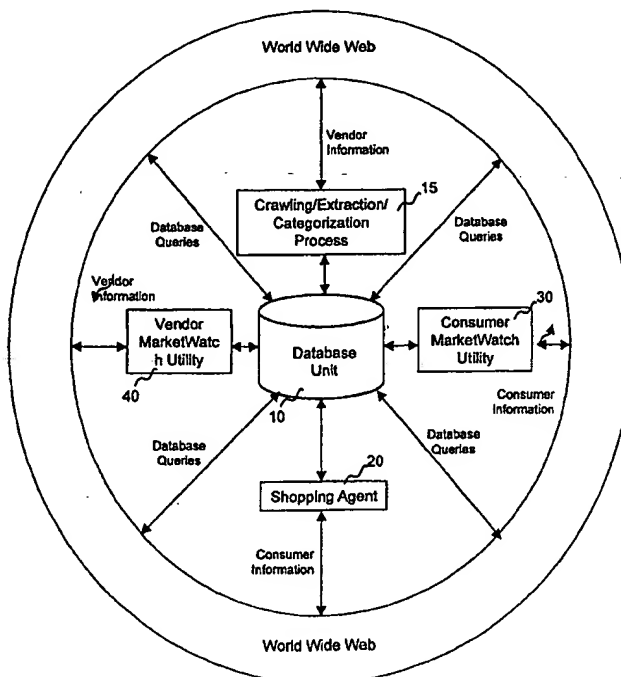 World Wide Web
Vendor
Information
Crawling/Extraction/
Categorization
Process
15
Database
Queries
Database
Queries
Vendor
Information
Vendor
MarketWatc
h Utility
40
Database
Unit
10
Consumer
MarketWatch
Utility
30
Consumer
Information
Database
Queries
Database
Queries
20
Shopping Agent
Consumer
Information
World Wide Web